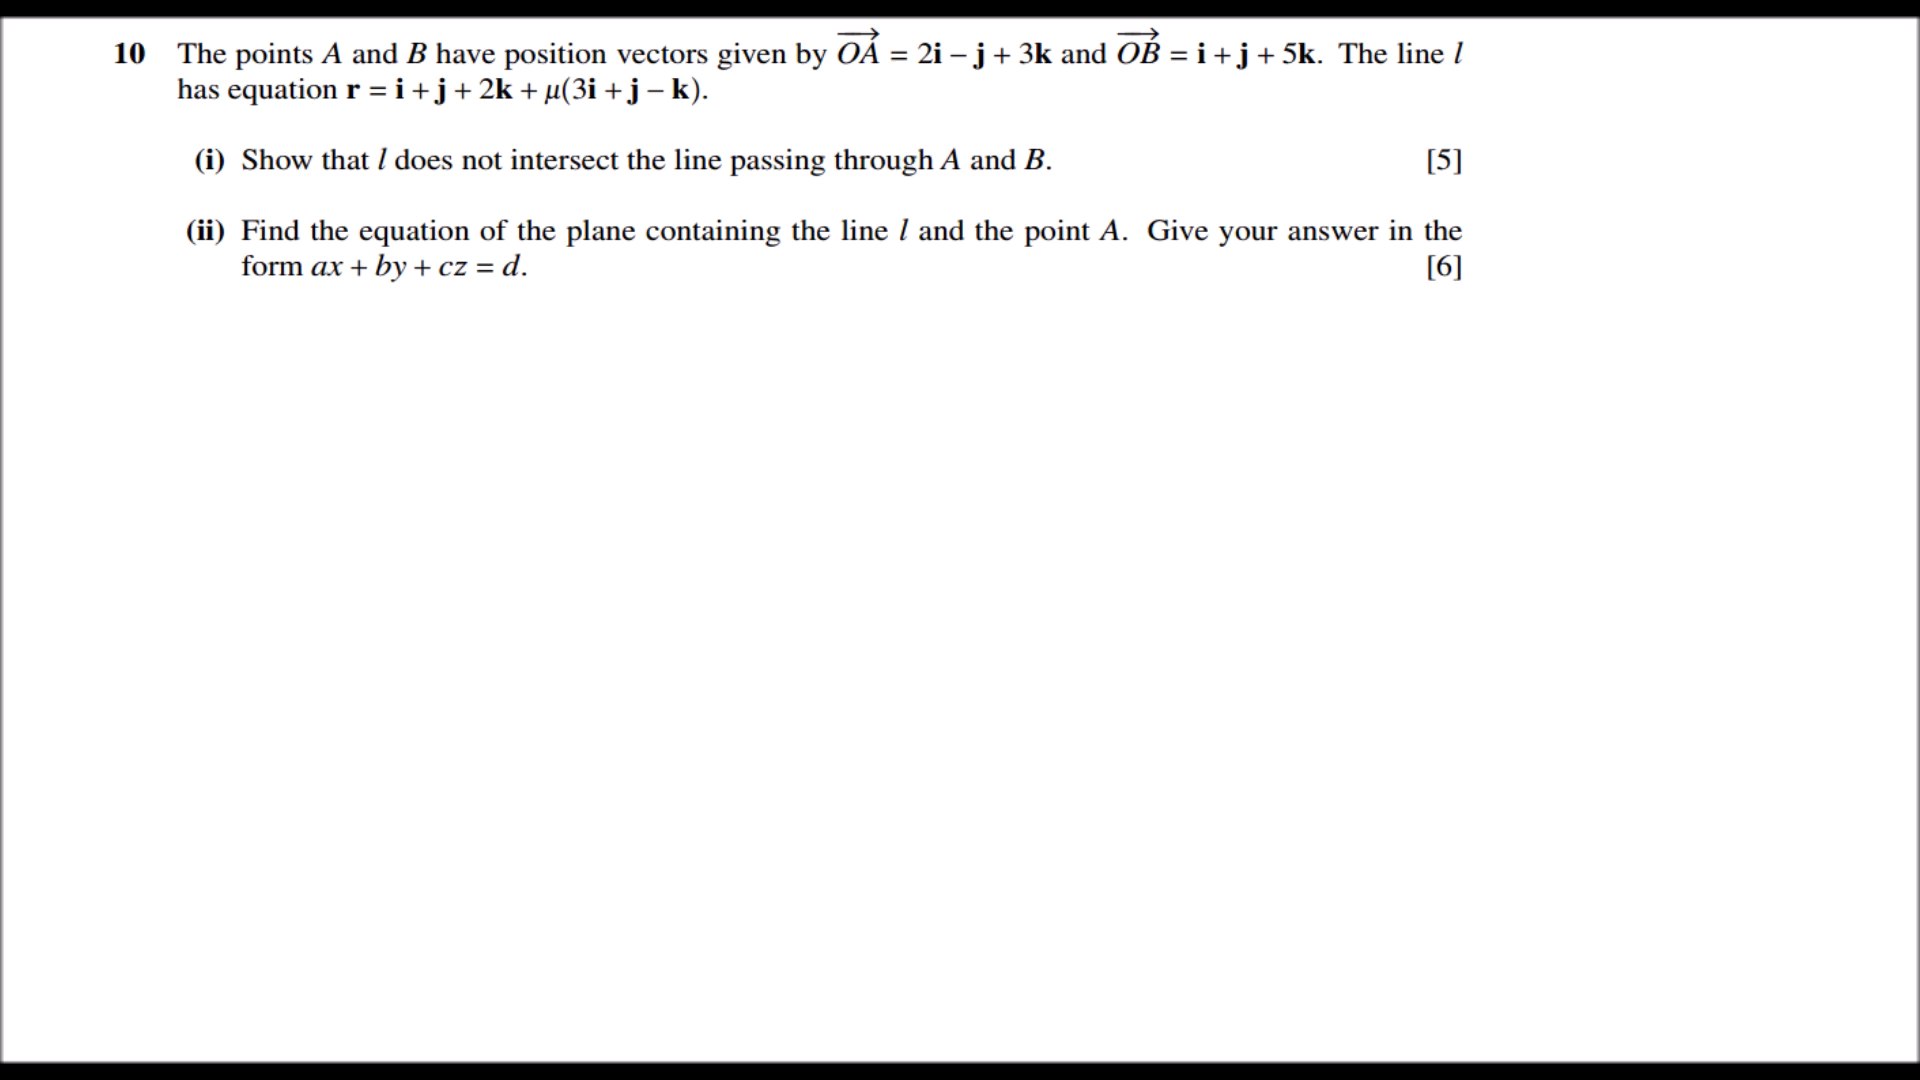 10 The points A and B have position vectors given by $\overrightarrow{OA}$ = 2i − j + 3k and $\overrightarrow{OB}$ = i + j + 5k. The line l
has equation r = i + j + 2k + μ(3i + j − k).
(i) Show that l does not intersect the line passing through A and B. [5]
(ii) Find the equation of the plane containing the line l and the point A. Give your answer in the
form ax + by + cz = d. [6]